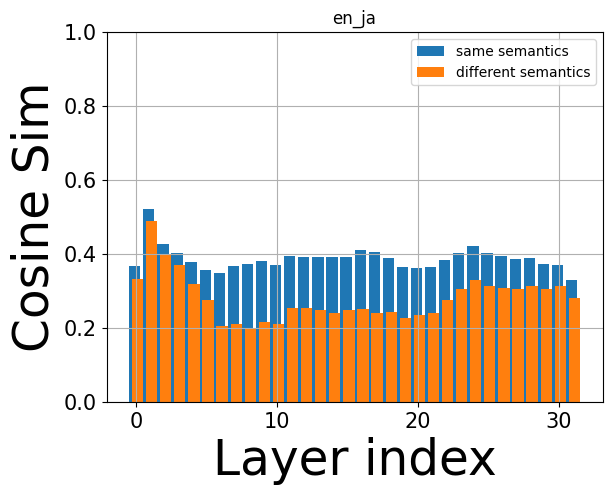 en_ja
same semantics
different semantics
Cosine Sim
1.0
0.8
0.6
0.4
0.2
0.0
0 10 20 30
Layer index